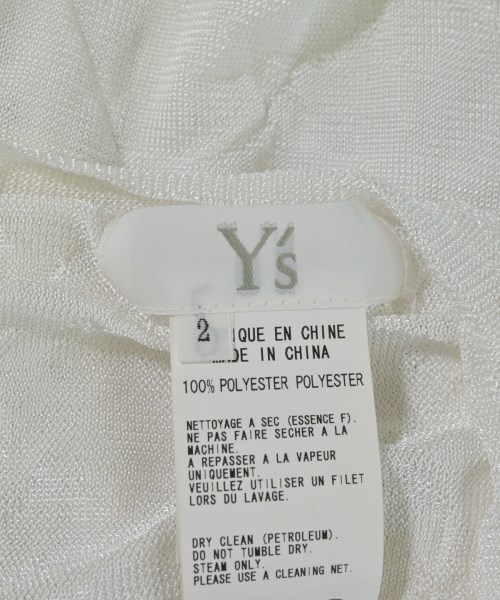 Y's
2
IQUE EN CHINE
MADE IN CHINA
100% POLYESTER POLYESTER
NETTOYAGE A SEC (ESSENCE F).
NE PAS FAIRE SECHER A LA
MACHINE.
A REPASSER A LA VAPEUR
UNIQUEMENT.
VEUILLEZ UTILISER UN FILET
LORS DU LAVAGE.
DRY CLEAN (PETROLEUM).
DO NOT TUMBLE DRY.
STEAM ONLY.
PLEASE USE A CLEANING NET.